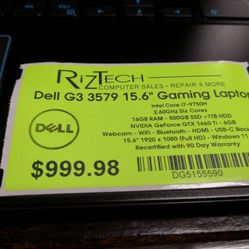 RIZTECH
COMPUTER SALES • REPAIR & MORE
Dell G3 3579 15.6" Gaming Laptop
Intel Core i7-9750H
2.60GHz Six Cores
16GB RAM - 500GB SSD +1TB HDD
NVIDIA GeForce GTX 1660 Ti - 6GB
Webcam - WiFi - Bluetooth - HDMI - USB-C Back
15.6" 1920 x 1080 (Full HD) - Windows 11
Recertified with 90 Day Warranty
DELL
$999.98
DG5155590